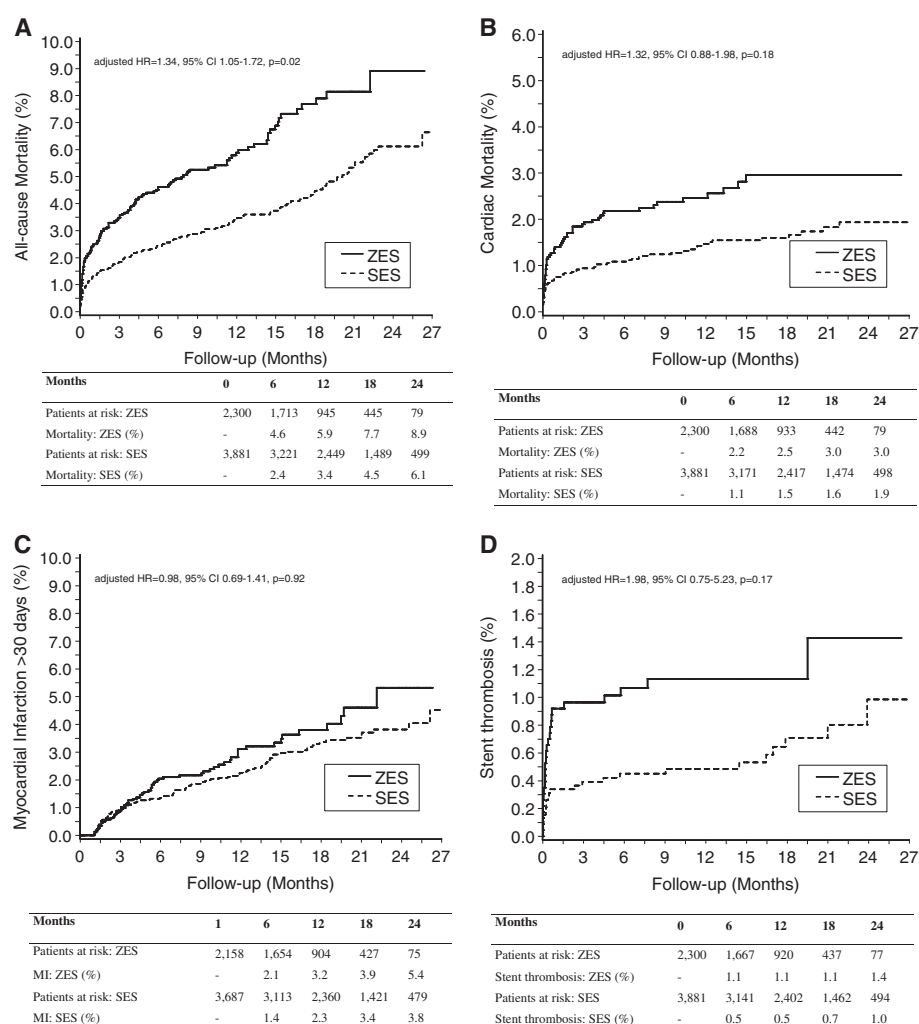 A
adjusted HR=1.34, 95% CI 1.05-1.72, p=0.02
All-cause Mortality (%)
10.0
9.0
8.0
7.0
6.0
5.0
4.0
3.0
2.0
1.0
0.0
ZES
SES
0 3 6 9 12 15 18 21 24 27
Follow-up (Months)
Months 0 6 12 18 24
Patients at risk: ZES 2,300 1,713 945 445 79
Mortality: ZES (%) - 4.6 5.9 7.7 8.9
Patients at risk: SES 3,881 3,221 2,449 1,489 499
Mortality: SES (%) - 2.4 3.4 4.5 6.1
B
adjusted HR=1.32, 95% CI 0.88-1.98, p=0.18
Cardiac Mortality (%)
6.0
5.0
4.0
3.0
2.0
1.0
0.0
ZES
SES
0 3 6 9 12 15 18 21 24 27
Follow-up (Months)
Months 0 6 12 18 24
Patients at risk: ZES 2,300 1,688 933 442 79
Mortality: ZES (%) - 2.2 2.5 3.0 3.0
Patients at risk: SES 3,881 3,171 2,417 1,474 498
Mortality: SES (%) - 1.1 1.5 1.6 1.9
C
adjusted HR=0.98, 95% CI 0.69-1.41, p=0.92
Myocardial Infarction >30 days (%)
10.0
9.0
8.0
7.0
6.0
5.0
4.0
3.0
2.0
1.0
0.0
ZES
SES
0 3 6 9 12 15 18 21 24 27
Follow-up (Months)
Months 1 6 12 18 24
Patients at risk: ZES 2,158 1,654 904 427 75
MI: ZES (%) - 2.1 3.2 3.9 5.4
Patients at risk: SES 3,687 3,113 2,360 1,421 479
MI: SES (%) - 1.4 2.3 3.4 3.8
D
adjusted HR=1.98, 95% CI 0.75-5.23, p=0.17
Stent thrombosis (%)
2.0
1.8
1.6
1.4
1.2
1.0
0.8
0.6
0.4
0.2
0.0
ZES
SES
0 3 6 9 12 15 18 21 24 27
Follow-up (Months)
Months 0 6 12 18 24
Patients at risk: ZES 2,300 1,667 920 437 77
Stent thrombosis: ZES (%) - 1.1 1.1 1.1 1.4
Patients at risk: SES 3,881 3,141 2,402 1,462 494
Stent thrombosis: SES (%) - 0.5 0.5 0.7 1.0